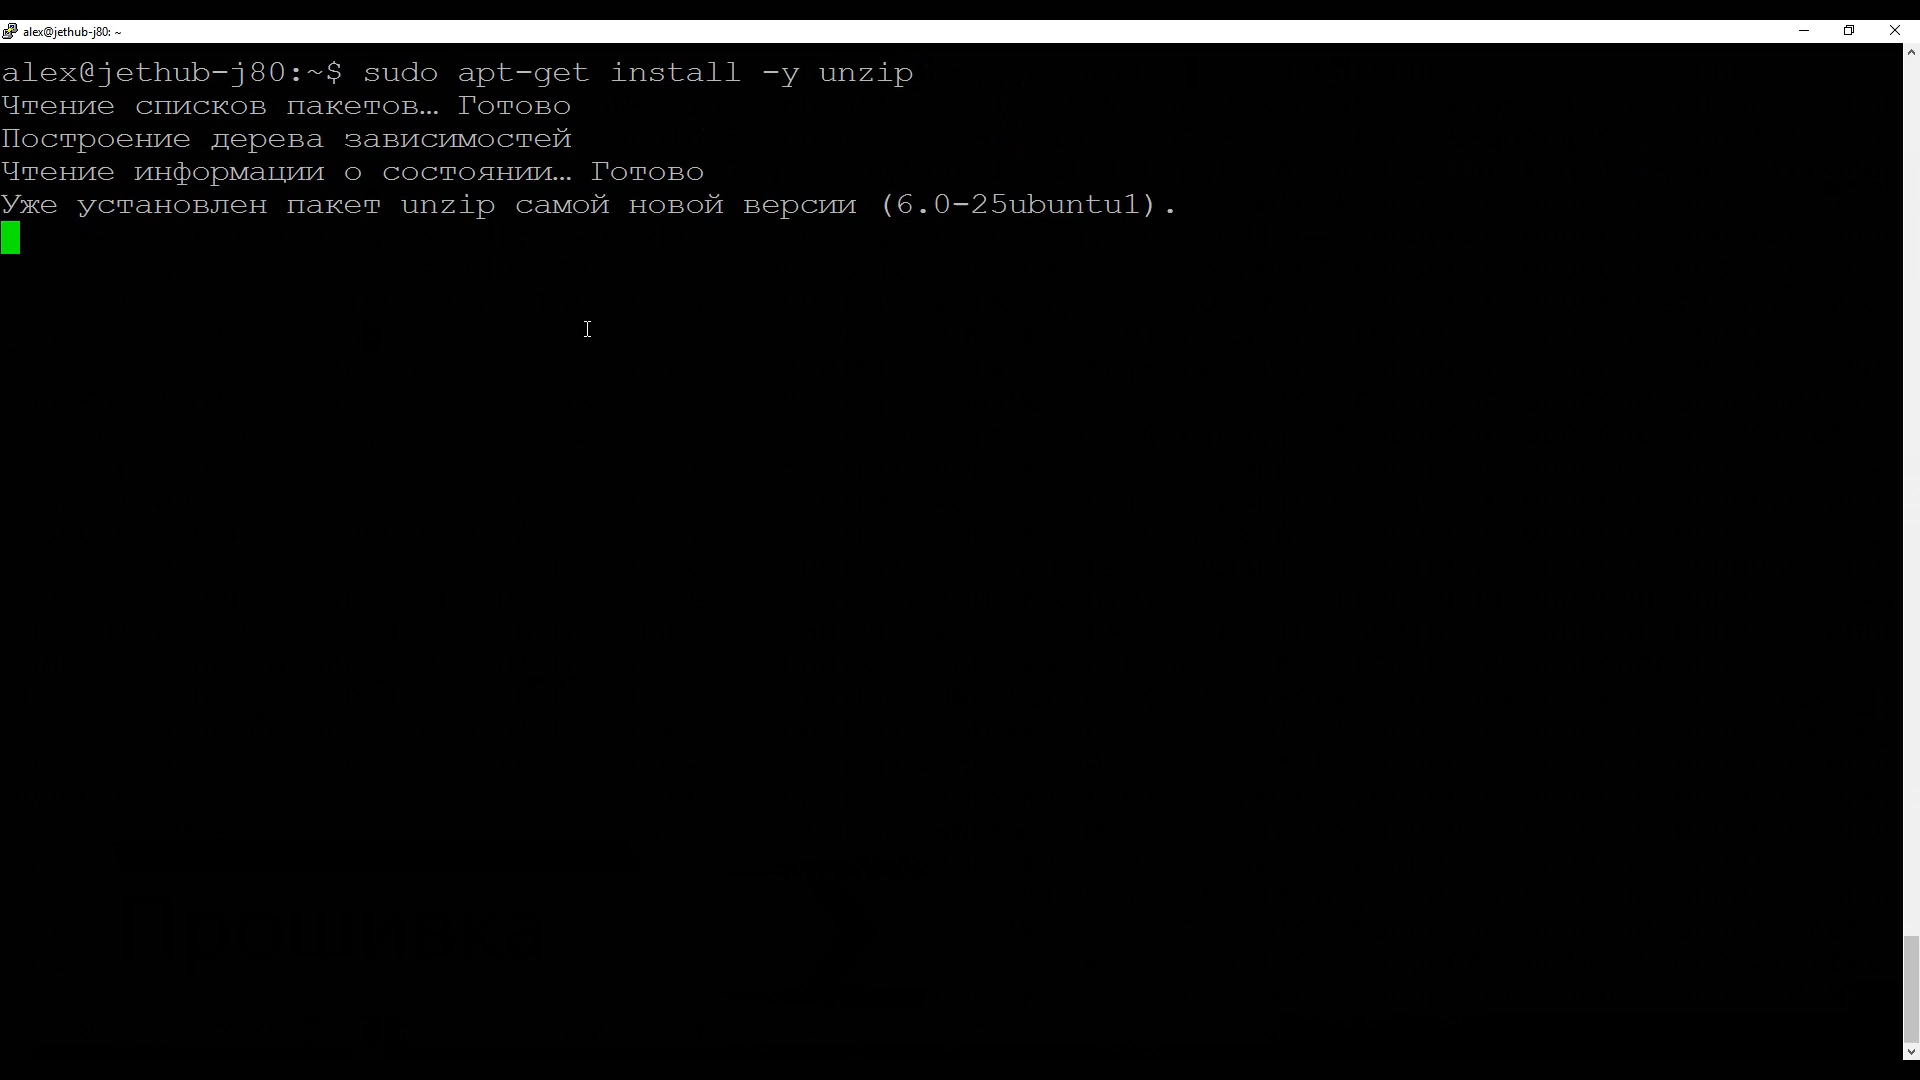 alex@jethub-j80: ~
alex@jethub-j80:~$ sudo apt-get install -y unzip
Чтение списков пакетов… Готово
Построение дерева зависимостей
Чтение информации о состоянии… Готово
Уже установлен пакет unzip самой новой версии (6.0-25ubuntu1).